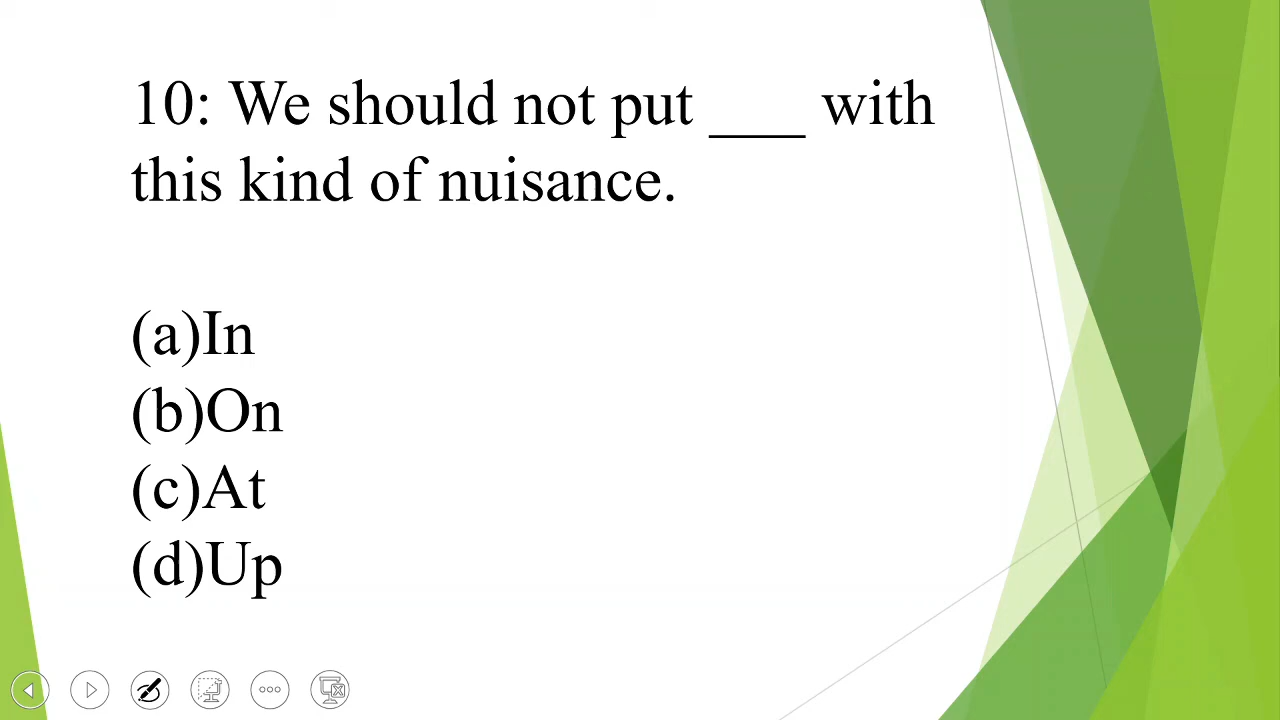 10: We should not put ___ with
this kind of nuisance.
(a)In
(b)On
(c)At
(d)Up